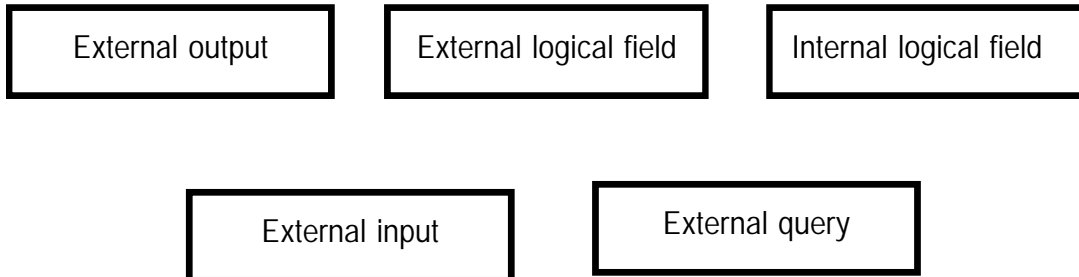 External output
External logical field
Internal logical field
External input
External query